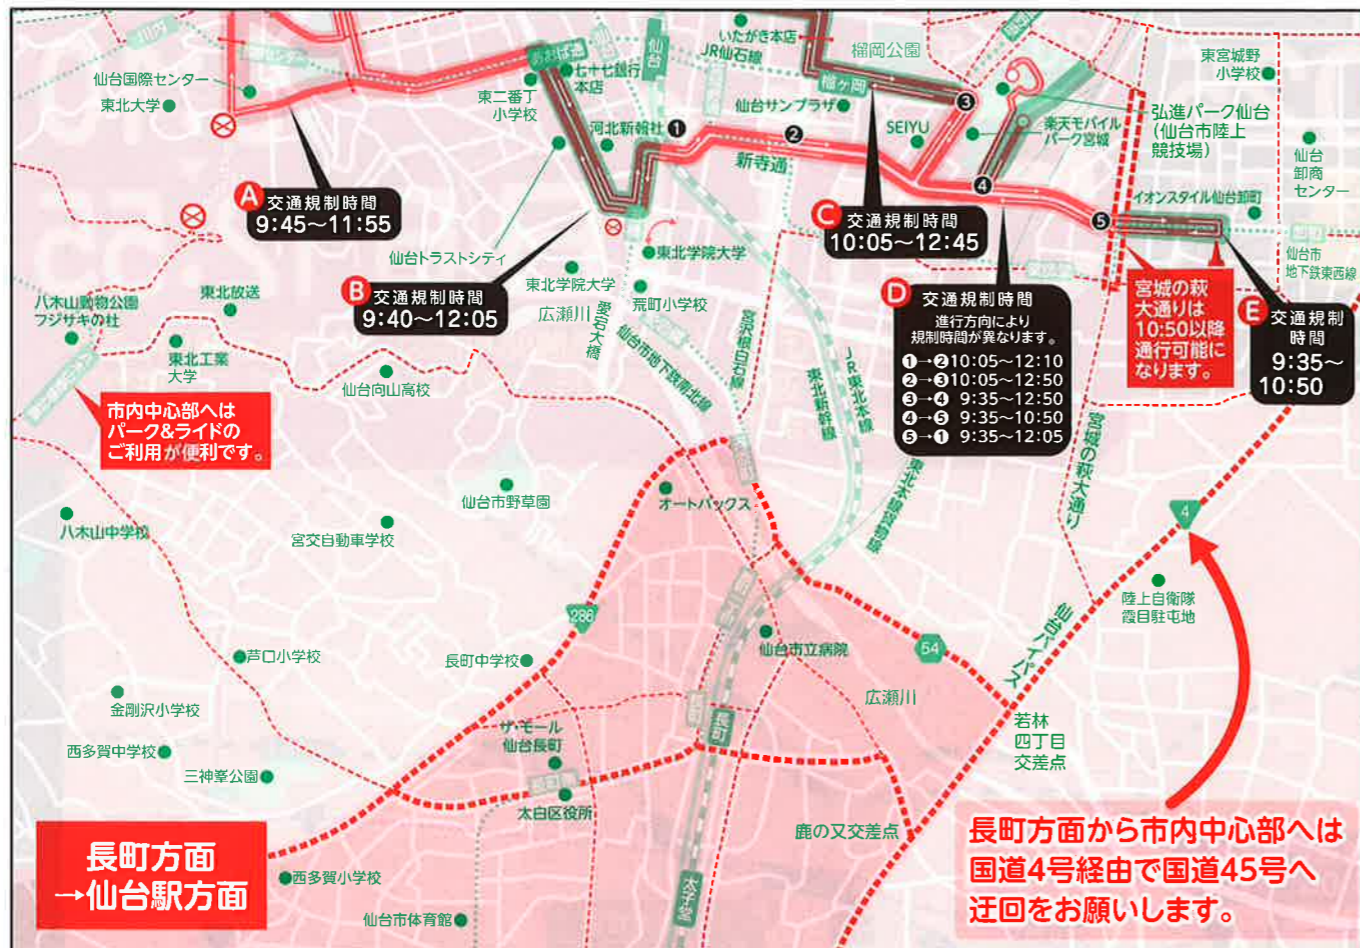 仙台国際センター
東北大学
東二番丁
小学校
あおば通
七十七銀行
本店
仙台
仙台
いたがき本店
JR仙石線
榴岡公園
榴ヶ岡
仙台サンプラザ
河北新報社
❶
❷
新寺通
SEIYU
❸
楽天モバイル
パーク宮城
弘進パーク仙台
(仙台市陸上
競技場)
東宮城野
小学校
仙台
卸商
センター
❹
❺
イオンスタイル仙台卸町
仙台市
地下鉄東西線
A
交通規制時間
9:45～11:55
仙台トラストシティ
B
交通規制時間
9:40～12:05
東北学院大学
東北学院大学
荒町小学校
広瀬川
愛宕大橋
仙台市地下鉄南北線
宮沢根白石線
C
交通規制時間
10:05～12:45
D
交通規制時間
進行方向により
規制時間が異なります。
❶→❷10:05～12:10
❷→❸10:05～12:50
❸→❹ 9:35～12:50
❹→❺ 9:35～10:50
❺→❶ 9:35～12:05
宮城の萩
大通りは
10:50以降
通行可能に
なります。
E
交通規制
時間
9:35～
10:50
八木山動物公園
フジサキの杜
東北放送
東北工業
大学
仙台向山高校
市内中心部へは
パーク&ライドの
ご利用が便利です。
東北新幹線
JR東北本線
東北本線貨物線
宮城の萩大通り
八木山中学校
宮交自動車学校
仙台市野草園
オートバックス
4
陸上自衛隊
霞目駐屯地
仙台バイパス
286
54
芦口小学校
長町中学校
仙台市立病院
広瀬川
若林
四丁目
交差点
金剛沢小学校
西多賀中学校
三神峯公園
ザ・モール
仙台長町
長町
太白区役所
鹿の又交差点
長町方面
→仙台駅方面
西多賀小学校
仙台市体育館
太子堂
長町方面から市内中心部へは
国道4号経由で国道45号へ
迂回をお願いします。